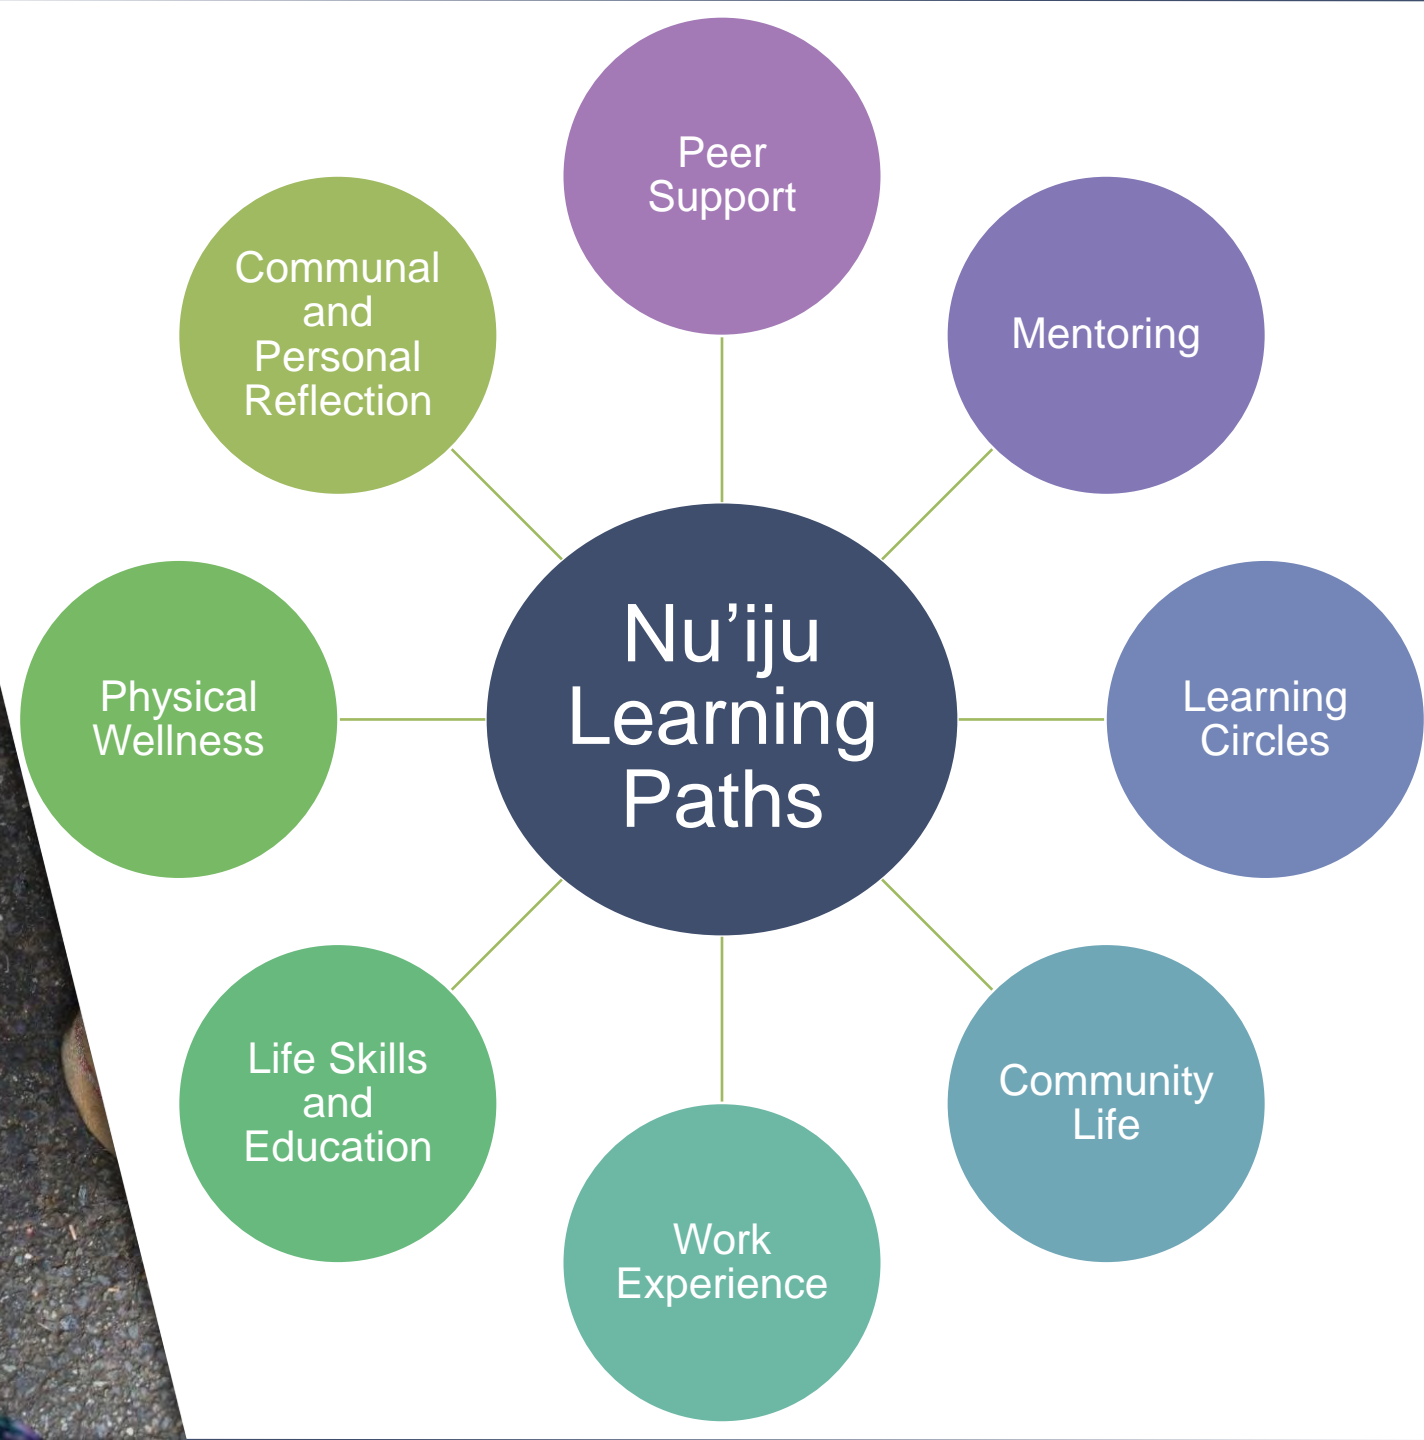 Peer
Support
Mentoring
Learning
Circles
Community
Life
Work
Experience
Life Skills
and
Education
Physical
Wellness
Communal
and
Personal
Reflection
Nu’iju
Learning
Paths